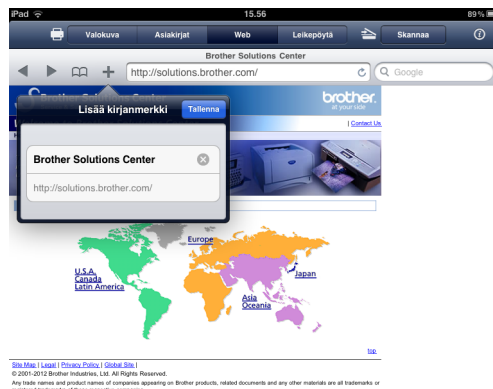 iPad 15.56 89 %
Valokuva Asiakirjat Web Leikepöytä Skannaa
Brother Solutions Center
http://solutions.brother.com/ Google
Lisää kirjanmerkki Tallenna
brother
at your side
Contact Us
Brother Solutions Center
http://solutions.brother.com/
Europe
U.S.A.
Canada
Latin America
Japan
Asia
Oceania
top
Site Map | Legal | Privacy Policy | Global Site |
© 2001-2012 Brother Industries, Ltd. All Rights Reserved.
Any trade names and product names of companies appearing on Brother products, related documents and any other materials are all trademarks or